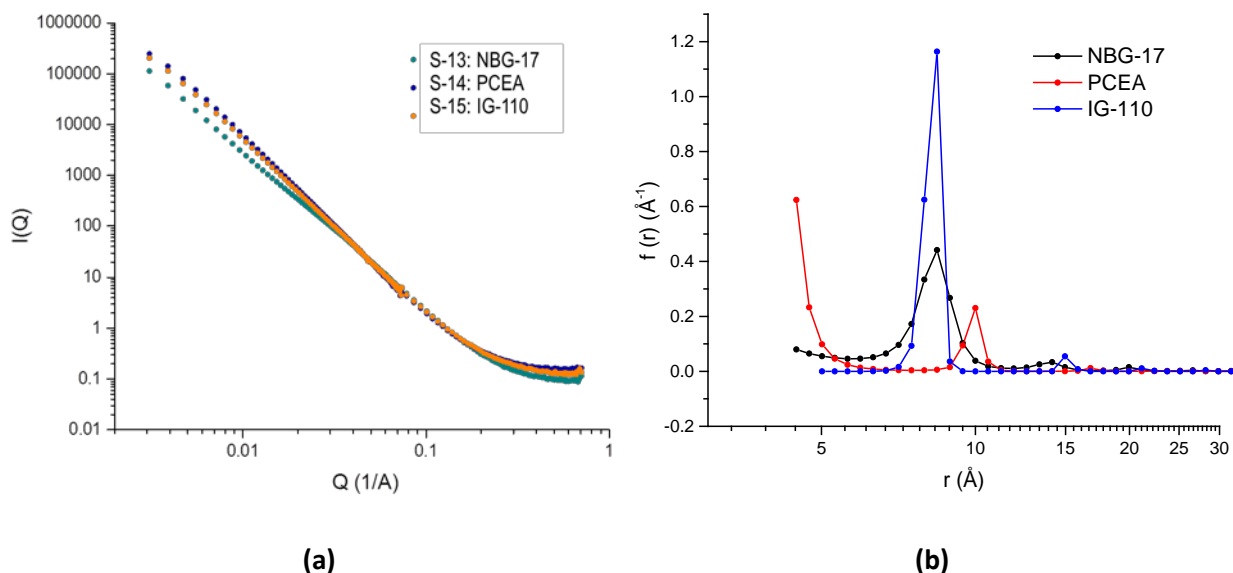 1000000
100000
10000
1000
100
10
1
0.1
0.01
I(Q)
S-13: NBG-17
S-14: PCEA
S-15: IG-110
0.01
0.1
1
Q (1/A)
(a)
1.2
1.0
0.8
0.6
0.4
0.2
0.0
-0.2
f (r) (Å⁻¹)
NBG-17
PCEA
IG-110
5
10
15
20
25
30
r (Å)
(b)